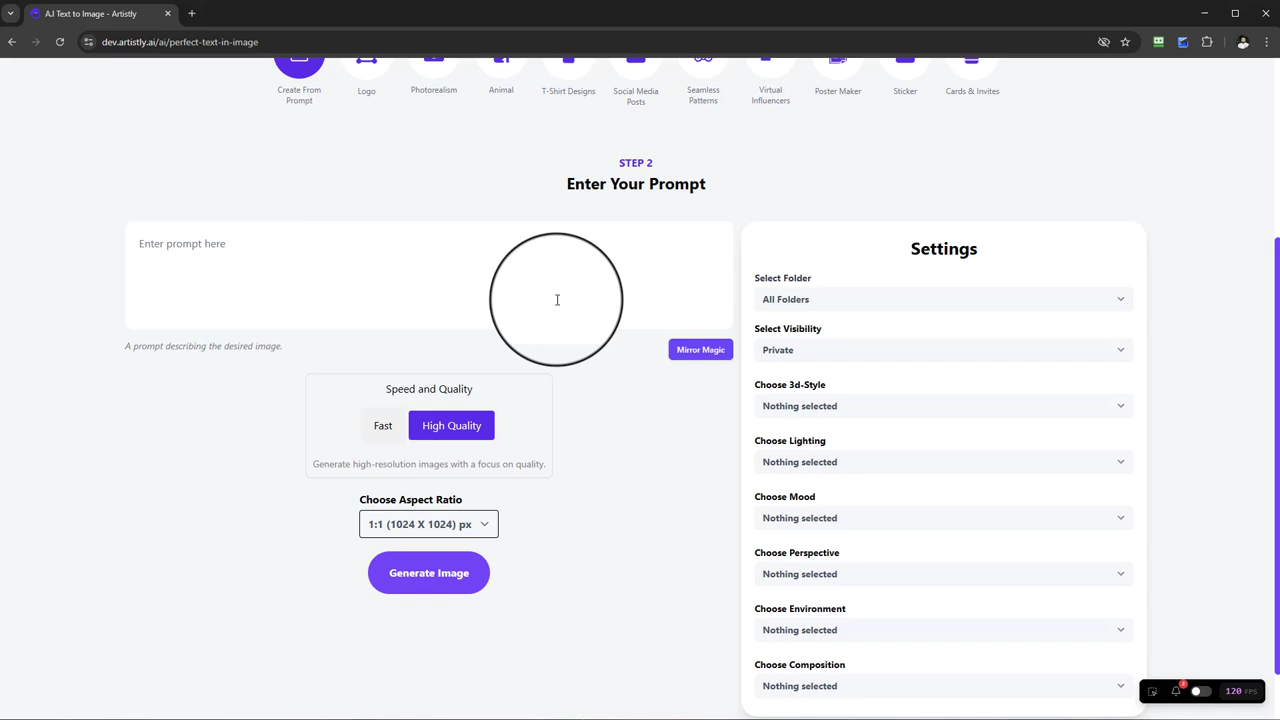 A.I Text to Image - Artistly
dev.artistly.ai/ai/perfect-text-in-image
Create From
Prompt
Logo
Photorealism
Animal
T-Shirt Designs
Social Media
Posts
Seamless
Patterns
Virtual
Influencers
Poster Maker
Sticker
Cards & Invites
STEP 2
Enter Your Prompt
Enter prompt here
A prompt describing the desired image.
Mirror Magic
Speed and Quality
Fast
High Quality
Generate high-resolution images with a focus on quality.
Choose Aspect Ratio
1:1 (1024 X 1024) px
Generate Image
Settings
Select Folder
All Folders
Select Visibility
Private
Choose 3d-Style
Nothing selected
Choose Lighting
Nothing selected
Choose Mood
Nothing selected
Choose Perspective
Nothing selected
Choose Environment
Nothing selected
Choose Composition
Nothing selected
2
120 FPS